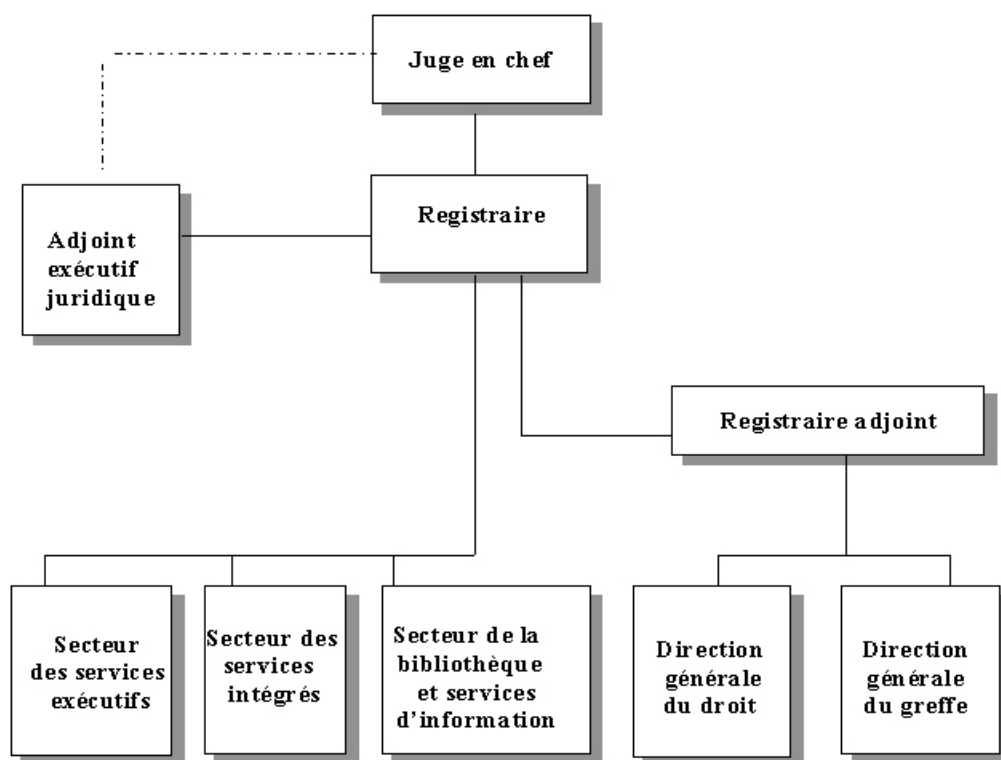 Juge en chef
Registraire
Adjoint
exécutif
juridique
Registraire adjoint
Secteur
des services
exécutifs
Secteur des
services
intégrés
Secteur de la
bibliothèque
et services
d’information
Direction
générale
du droit
Direction
générale
du greffe